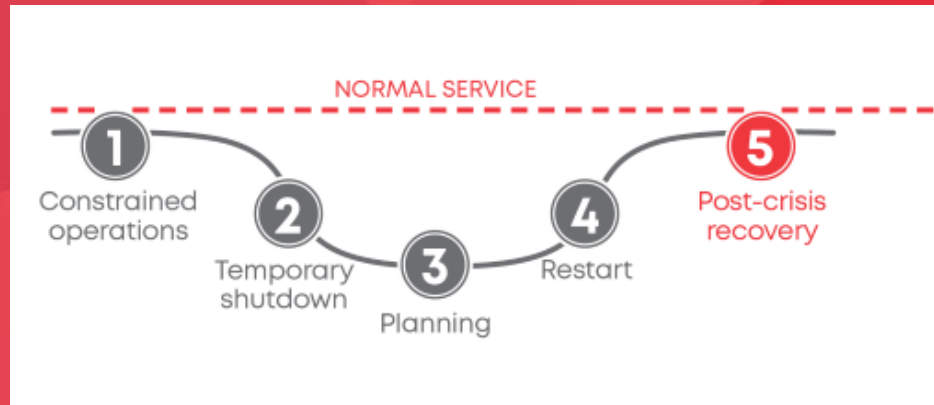 NORMAL SERVICE
1
Constrained
operations
2
Temporary
shutdown
3
Planning
4
Restart
5
Post-crisis
recovery